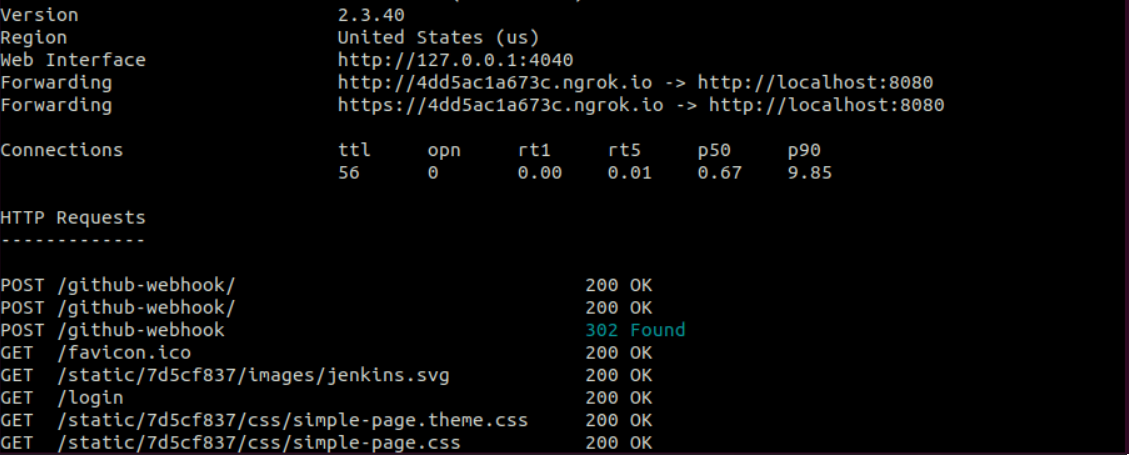 Version 2.3.40
Region United States (us)
Web Interface http://127.0.0.1:4040
Forwarding http://4dd5ac1a673c.ngrok.io -> http://localhost:8080
Forwarding https://4dd5ac1a673c.ngrok.io -> http://localhost:8080
Connections ttl opn rt1 rt5 p50 p90
56 0 0.00 0.01 0.67 9.85
HTTP Requests
-------------
POST /github-webhook/ 200 OK
POST /github-webhook/ 200 OK
POST /github-webhook 302 Found
GET /favicon.ico 200 OK
GET /static/7d5cf837/images/jenkins.svg 200 OK
GET /login 200 OK
GET /static/7d5cf837/css/simple-page.theme.css 200 OK
GET /static/7d5cf837/css/simple-page.css 200 OK